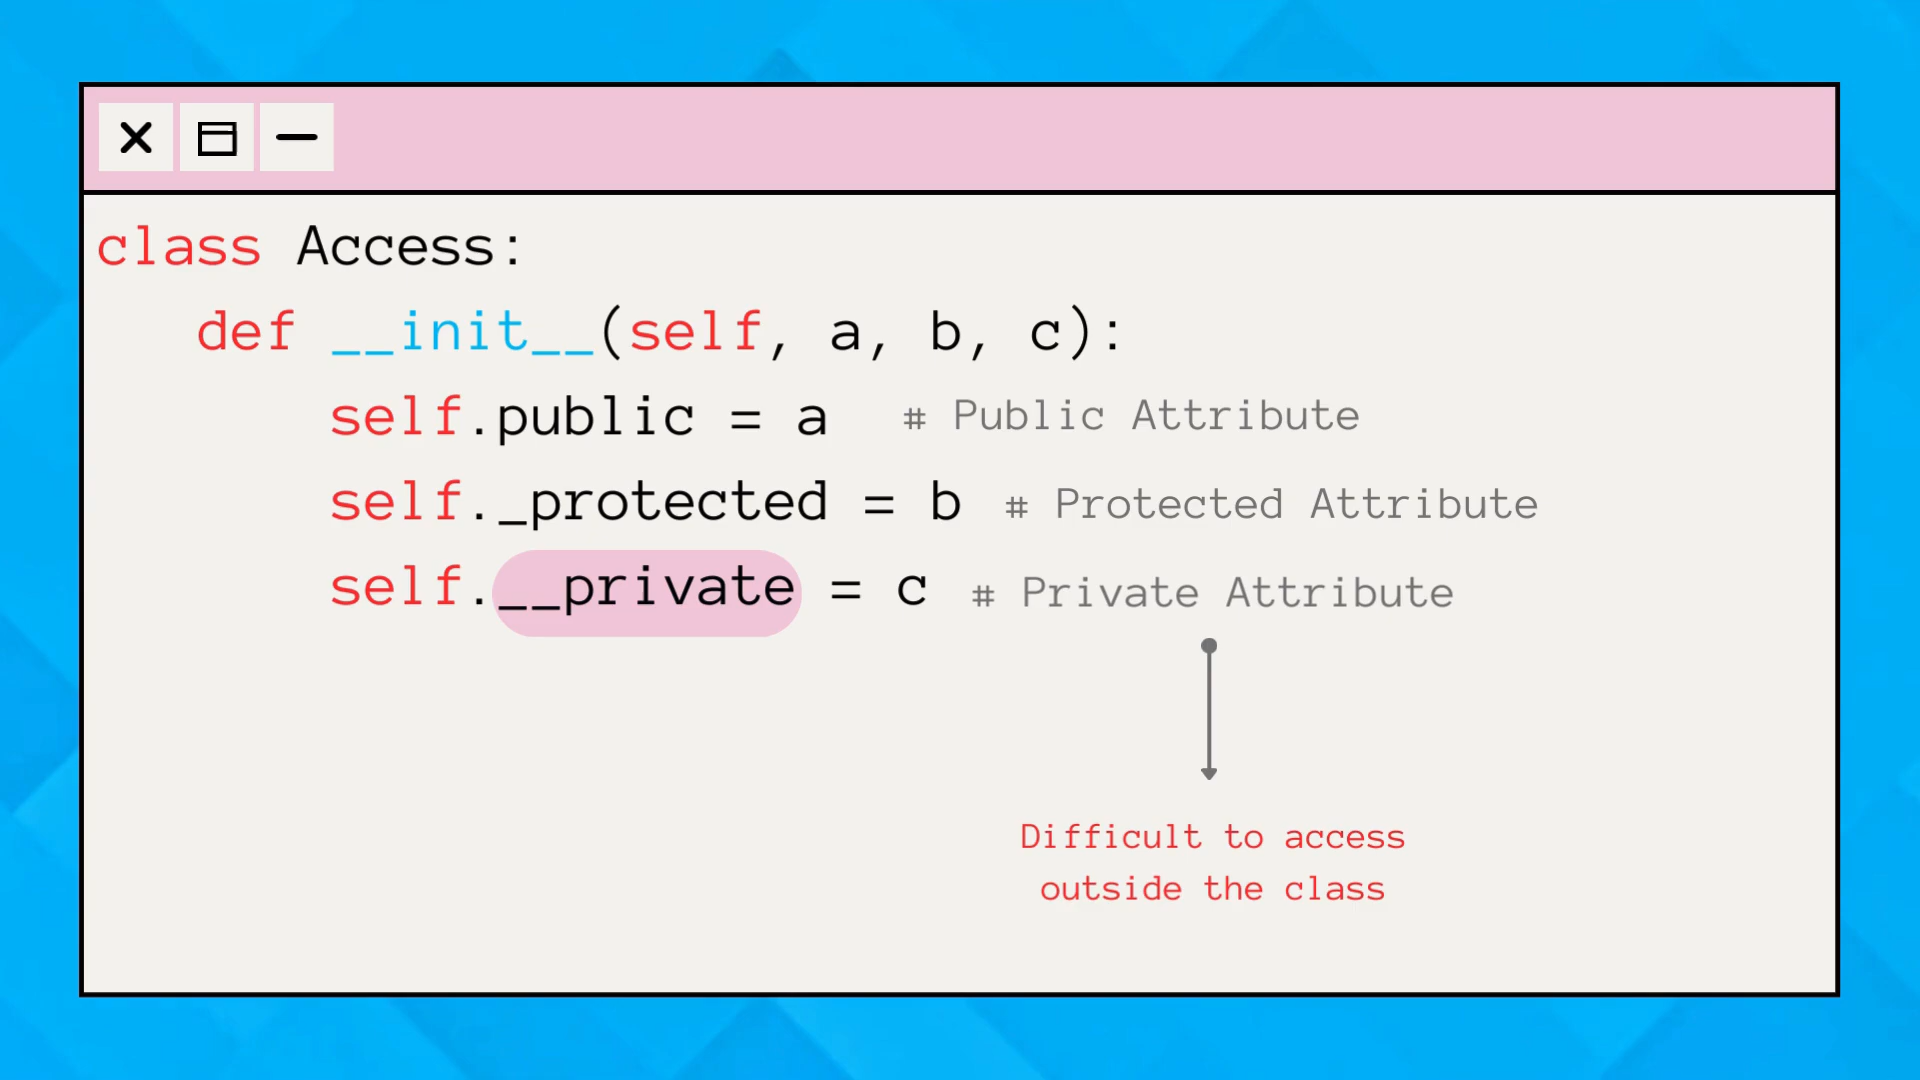 class Access:
def __init__(self, a, b, c):
self.public = a # Public Attribute
self._protected = b # Protected Attribute
self.__private = c # Private Attribute
Difficult to access
outside the class